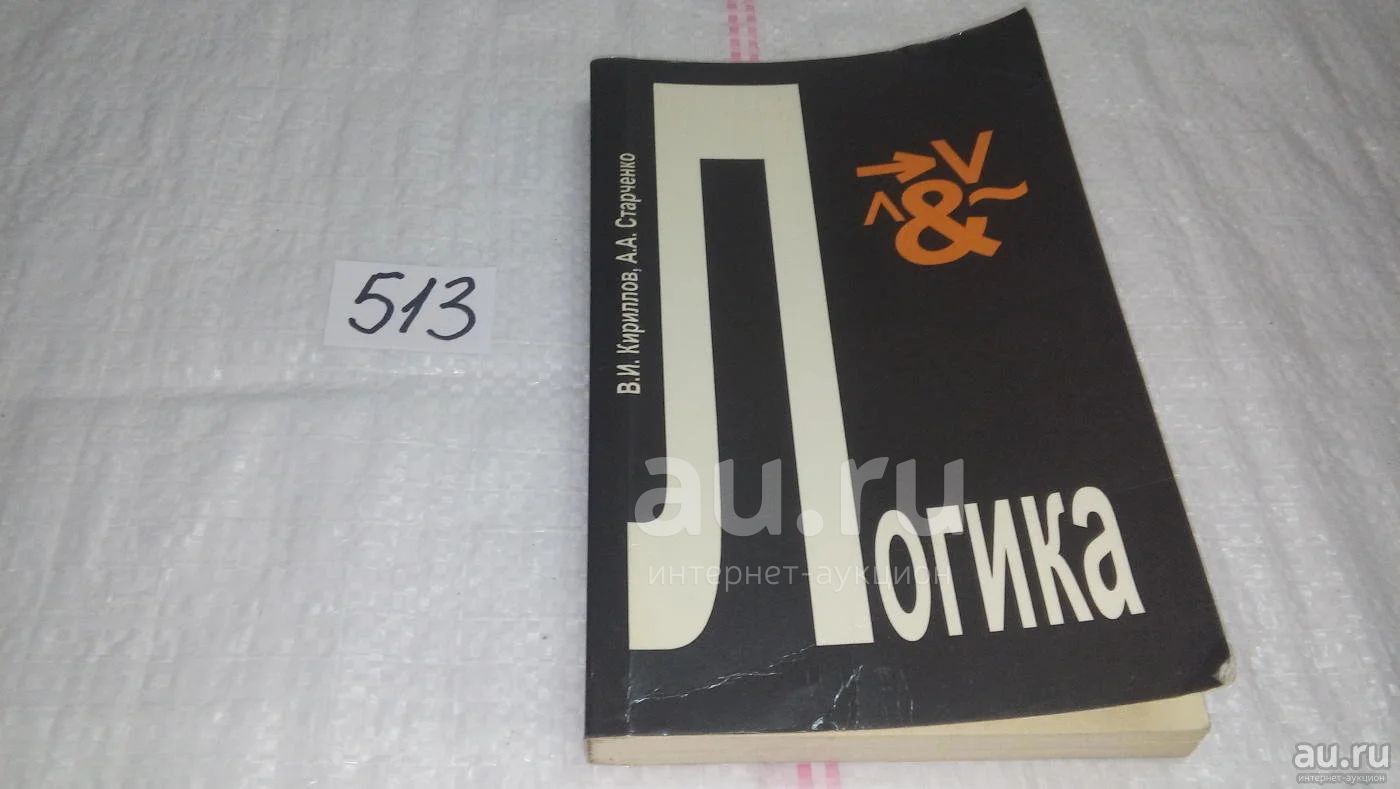 513
В.И. Кириллов, А.А. Старченко
Логика
→ V
^ & ~
au.ru
интернет-аукцион
au.ru
интернет-аукцион